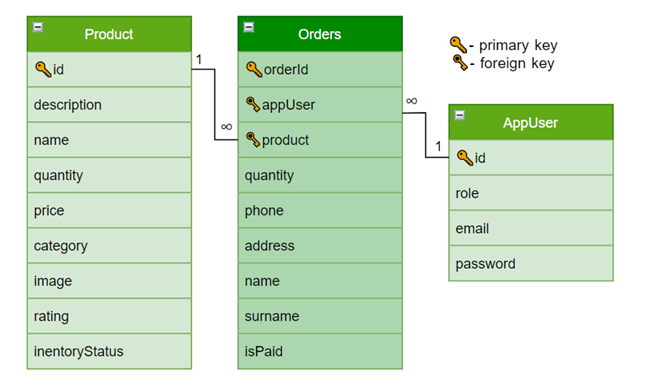 Product
id
description
name
quantity
price
category
image
rating
inentoryStatus
1
∞
Orders
orderId
appUser
product
quantity
phone
address
name
surname
isPaid
∞
1
- primary key
- foreign key
AppUser
id
role
email
password